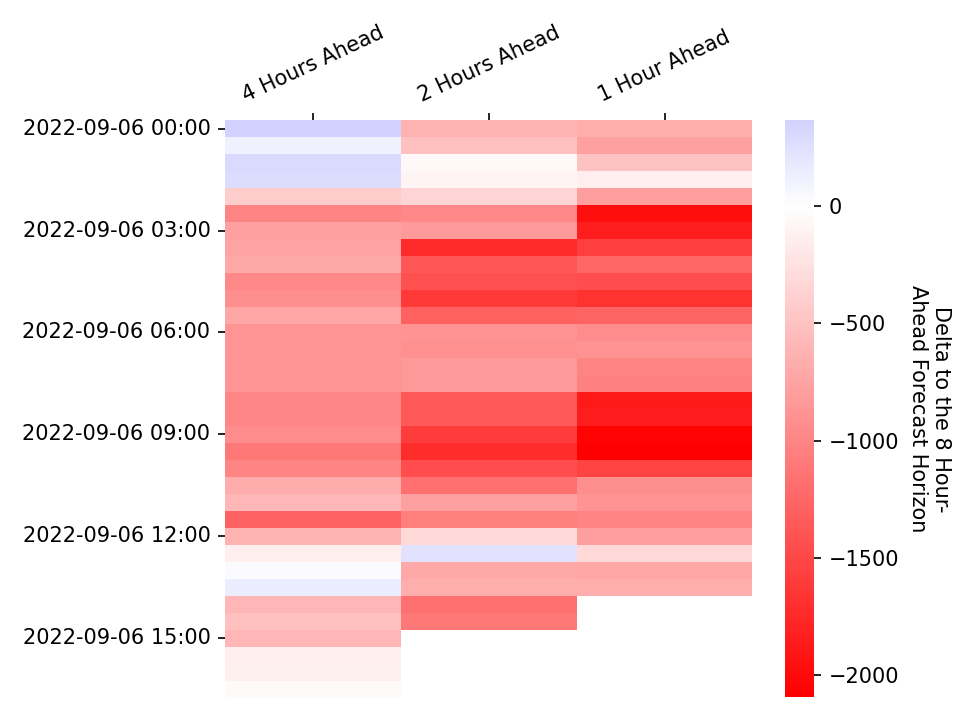 4 Hours Ahead
2 Hours Ahead
1 Hour Ahead
2022-09-06 00:00
2022-09-06 03:00
2022-09-06 06:00
2022-09-06 09:00
2022-09-06 12:00
2022-09-06 15:00
0
−500
−1000
−1500
−2000
Delta to the 8 Hour-
Ahead Forecast Horizon